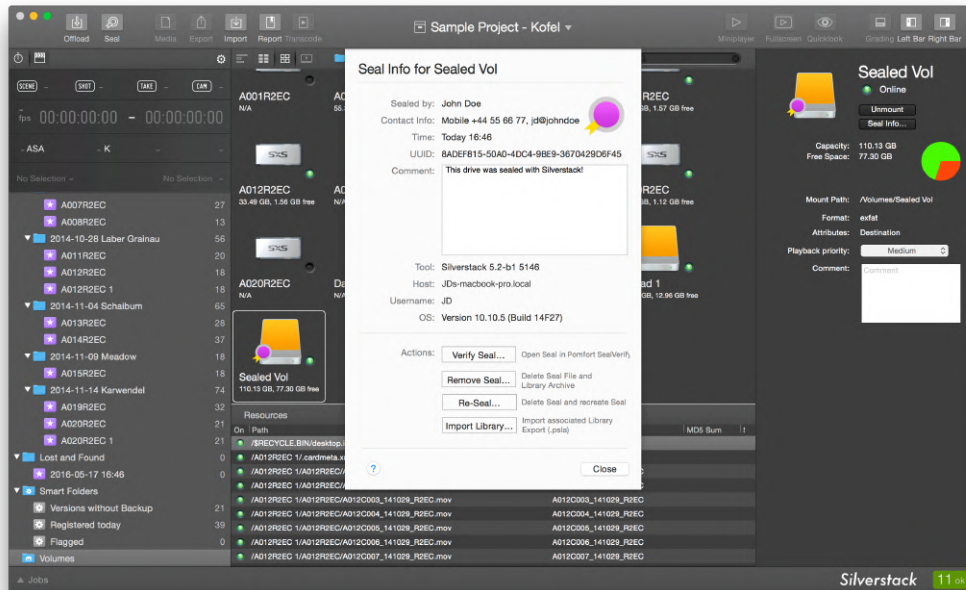 Sample Project - Kofel
Offload
Seal
Media
Export
Import
Report
Transcode
Miniplayer
Fullscreen
Quicklook
Grading
Left Bar
Right Bar
SCENE -
SHOT -
TAKE -
CAM -
fps 00:00:00:00 - 00:00:00:00
- ASA
- K
-
-
No Selection -
No Selection -
A007R2EC 27
A008R2EC 13
2014-10-28 Laber Grainau 56
A011R2EC 20
A012R2EC 18
A012R2EC 1 18
2014-11-04 Schaibum 65
A013R2EC 28
A014R2EC 37
2014-11-09 Meadow 18
A015R2EC 18
2014-11-14 Karwendel 74
A019R2EC 32
A020R2EC 21
A020R2EC 1 21
Lost and Found 0
2016-05-17 16:46 0
Smart Folders
Versions without Backup 21
Registered today 39
Flagged 0
Volumes
Jobs
A001R2EC
N/A
R2EC
GB, 1.57 GB free
SXS
A012R2EC
33.49 GB, 1.56 GB free
SXS
R2EC
GB, 1.12 GB free
SXS
A020R2EC
N/A
ad 1
GB, 12.96 GB free
Sealed Vol
110.13 GB, 77.30 GB free
Seal Info for Sealed Vol
Sealed by: John Doe
Contact Info: Mobile +44 55 66 77, jd@johndoe
Time: Today 16:46
UUID: 8ADEF815-50A0-4DC4-9BE9-3670429D6F45
Comment: This drive was sealed with Silverstack!
Tool: Silverstack 5.2-b1 5146
Host: JDs-macbook-pro.local
Username: JD
OS: Version 10.10.5 (Build 14F27)
Actions:
Verify Seal... Open Seal in Pomfort SealVerify
Remove Seal... Delete Seal File and
Library Archive
Re-Seal... Delete Seal and recreate Seal
Import Library... Import associated Library
Export (.psla)
?
Close
Resources
On Path MD5 Sum
/$RECYCLE.BIN/desktop.i
/A012R2EC 1/.cardmeta.x
/A012R2EC 1/A012R2EC/
/A012R2EC 1/A012R2EC/
/A012R2EC 1/A012R2EC/A012C003_141029_R2EC.mov A012C003_141029_R2EC
/A012R2EC 1/A012R2EC/A012C004_141029_R2EC.mov A012C004_141029_R2EC
/A012R2EC 1/A012R2EC/A012C005_141029_R2EC.mov A012C005_141029_R2EC
/A012R2EC 1/A012R2EC/A012C006_141029_R2EC.mov A012C006_141029_R2EC
/A012R2EC 1/A012R2EC/A012C007_141029_R2EC.mov A012C007_141029_R2EC
Sealed Vol
Online
Unmount
Seal Info...
Capacity: 110.13 GB
Free Space: 77.30 GB
Mount Path: /Volumes/Sealed Vol
Format: exfat
Attributes: Destination
Playback priority: Medium
Comment: Comment
Silverstack
11 ok